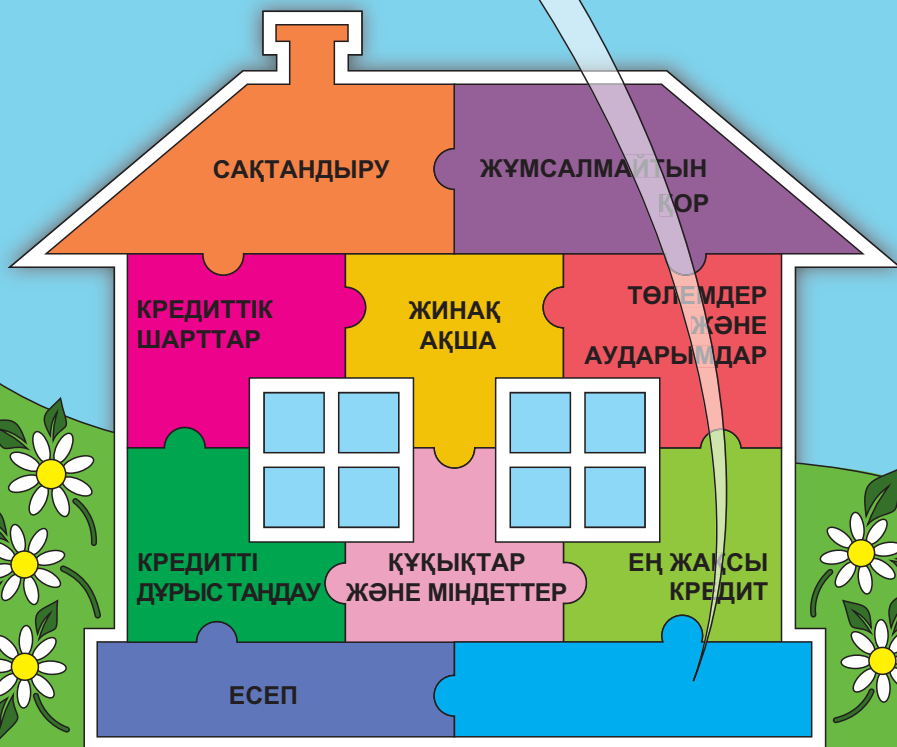 САҚТАНДЫРУ
ЖҰМСАЛМАЙТЫН
ҚОР
КРЕДИТТІК
ШАРТТАР
ЖИНАҚ
АҚША
ТӨЛЕМДЕР
ЖӘНЕ
АУДАРЫМДАР
КРЕДИТТІ
ДҰРЫС ТАҢДАУ
ҚҰҚЫҚТАР
ЖӘНЕ МІНДЕТТЕР
ЕҢ ЖАҚСЫ
КРЕДИТ
ЕСЕП